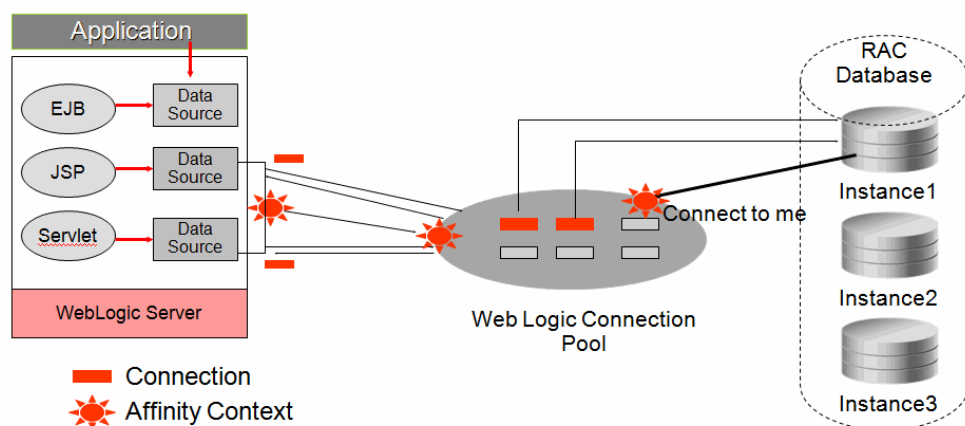 Application
EJB
Data
Source
JSP
Data
Source
Servlet
Data
Source
WebLogic Server
Connect to me
Web Logic Connection
Pool
RAC
Database
Instance1
Instance2
Instance3
Connection
Affinity Context